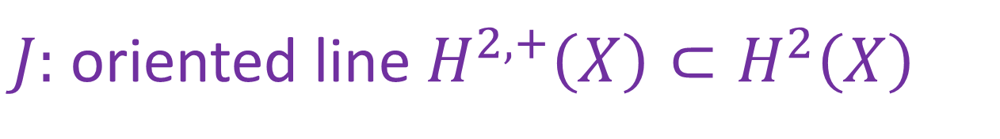 J: oriented line H^{2,+}(X) ⊂ H^2(X)